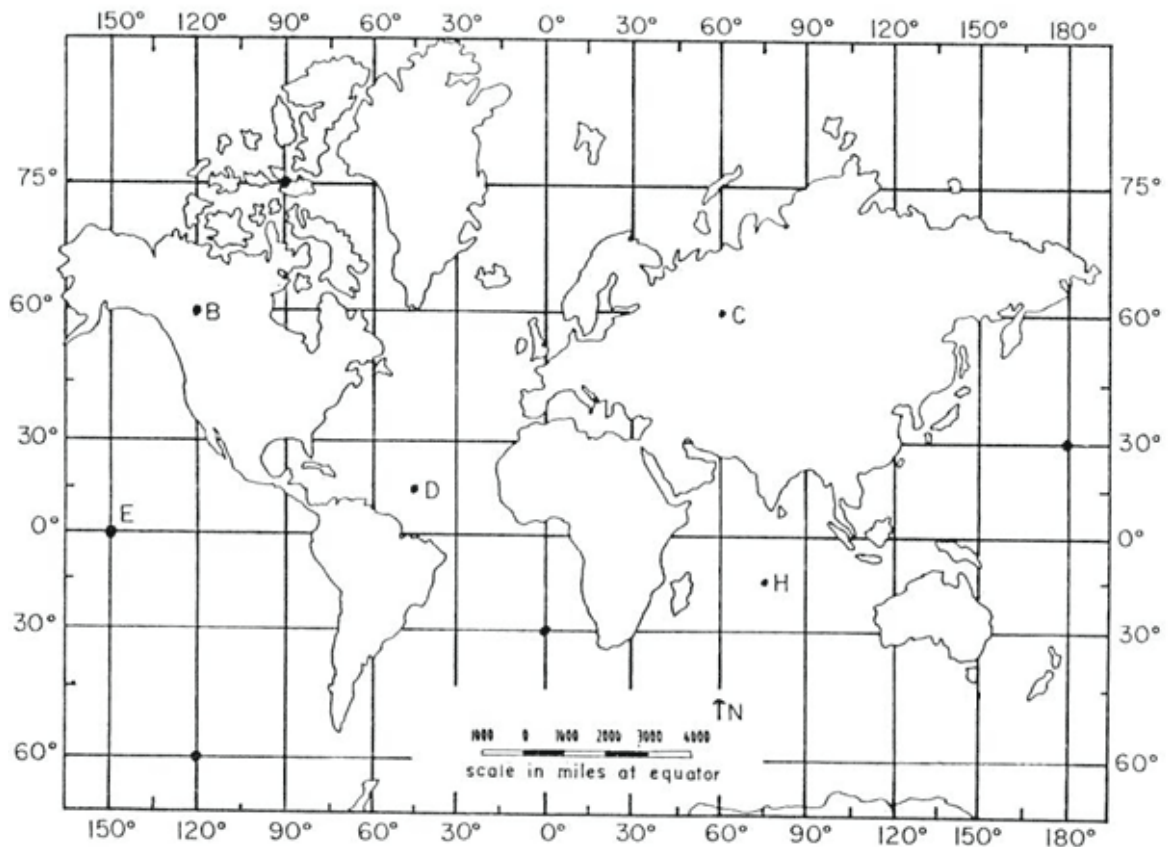 150° 120° 90° 60° 30° 0° 30° 60° 90° 120° 150° 180°
75° 75°
60° B C 60°
30° 30°
D
E
0° 0°
H
30° 30°
↑N
1000 0 1000 2000 3000 4000
60° 60°
scale in miles at equator
150° 120° 90° 60° 30° 0° 30° 60° 90° 120° 150° 180°